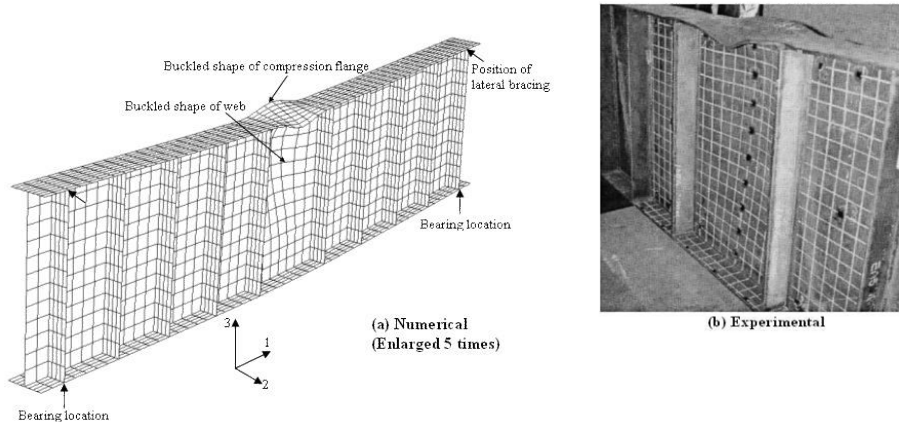 Buckled shape of compression flange
Buckled shape of web
Position of
lateral bracing
Bearing location
3
1
2
(a) Numerical
(Enlarged 5 times)
Bearing location
(b) Experimental